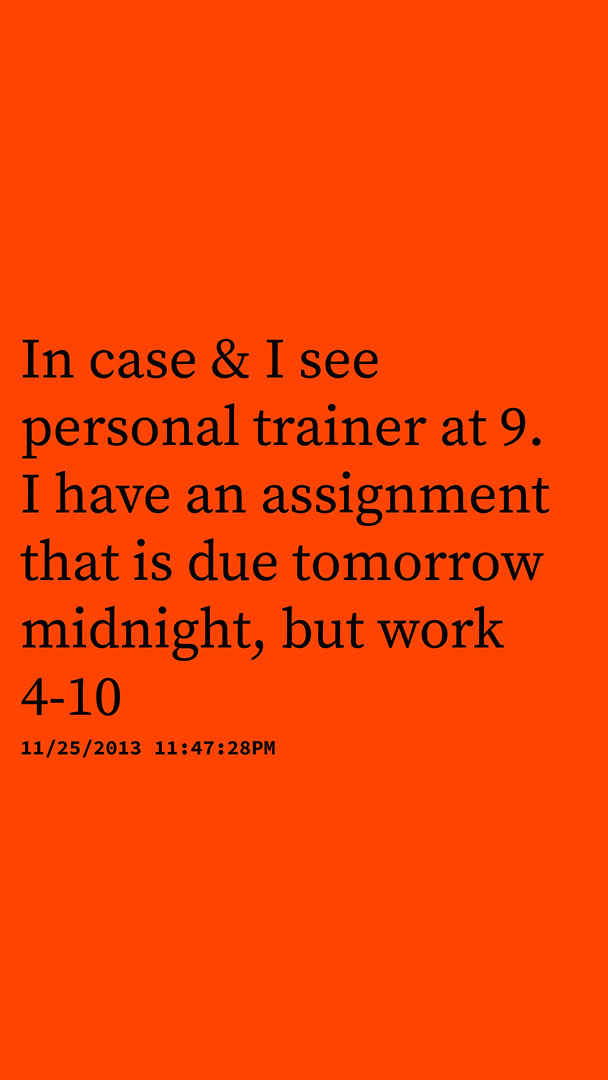 In case & I see
personal trainer at 9.
I have an assignment
that is due tomorrow
midnight, but work
4-10
11/25/2013 11:47:28PM